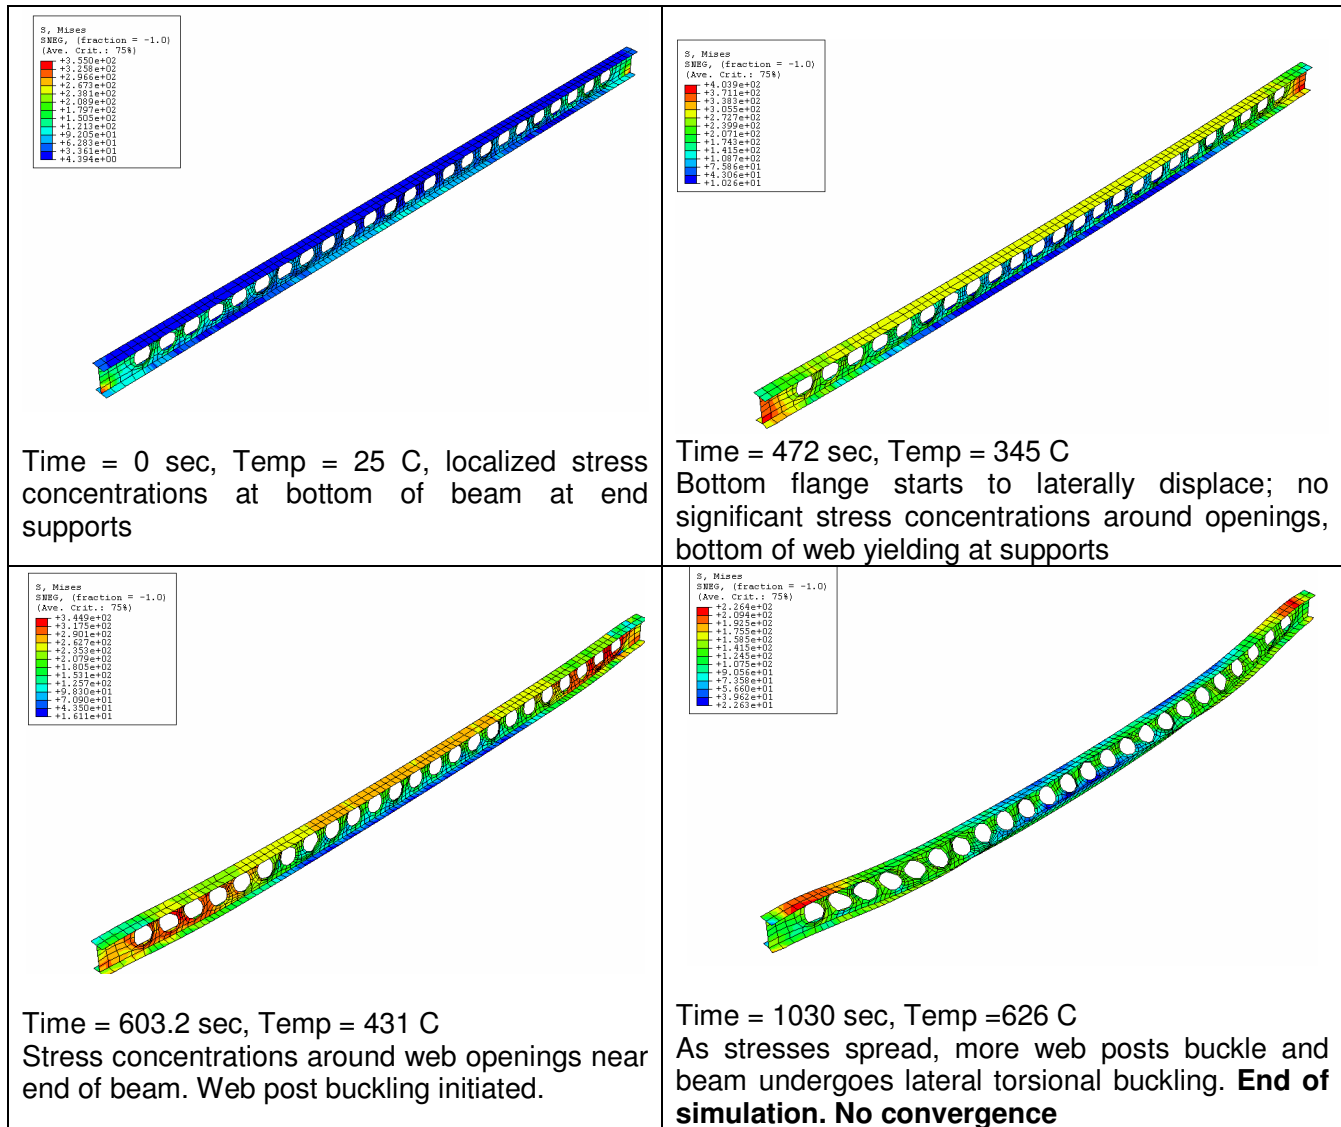 S, Mises
SNEG, (fraction = -1.0)
(Ave. Crit.: 75%)
+3.550e+02
+3.258e+02
+2.966e+02
+2.673e+02
+2.381e+02
+2.089e+02
+1.797e+02
+1.505e+02
+1.213e+02
+9.205e+01
+6.283e+01
+3.361e+01
+4.394e+00
Time = 0 sec, Temp = 25 C, localized stress
concentrations at bottom of beam at end
supports
S, Mises
SNEG, (fraction = -1.0)
(Ave. Crit.: 75%)
+4.039e+02
+3.711e+02
+3.383e+02
+3.055e+02
+2.727e+02
+2.399e+02
+2.071e+02
+1.743e+02
+1.415e+02
+1.087e+02
+7.586e+01
+4.306e+01
+1.026e+01
Time = 472 sec, Temp = 345 C
Bottom flange starts to laterally displace; no
significant stress concentrations around openings,
bottom of web yielding at supports
S, Mises
SNEG, (fraction = -1.0)
(Ave. Crit.: 75%)
+3.449e+02
+3.175e+02
+2.901e+02
+2.627e+02
+2.353e+02
+2.079e+02
+1.805e+02
+1.531e+02
+1.257e+02
+9.830e+01
+7.090e+01
+4.350e+01
+1.611e+01
Time = 603.2 sec, Temp = 431 C
Stress concentrations around web openings near
end of beam. Web post buckling initiated.
S, Mises
SNEG, (fraction = -1.0)
(Ave. Crit.: 75%)
+2.264e+02
+2.094e+02
+1.925e+02
+1.755e+02
+1.585e+02
+1.415e+02
+1.245e+02
+1.075e+02
+9.056e+01
+7.358e+01
+5.660e+01
+3.962e+01
+2.263e+01
Time = 1030 sec, Temp =626 C
As stresses spread, more web posts buckle and
beam undergoes lateral torsional buckling. End of
simulation. No convergence